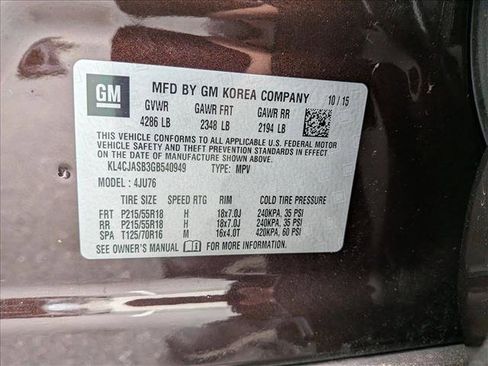 GM
MFD BY GM KOREA COMPANY 10/15
GVWR GAWR FRT GAWR RR
4286 LB 2348 LB 2194 LB
THIS VEHICLE CONFORMS TO ALL APPLICABLE U.S. FEDERAL MOTOR
VEHICLE SAFETY AND THEFT PREVENTION STANDARDS IN EFFECT
ON THE DATE OF MANUFACTURE SHOWN ABOVE.
KL4CJASB3GB540949 TYPE: MPV
MODEL: 4JU76
TIRE SIZE SPEED RTG RIM COLD TIRE PRESSURE
FRT P215/55R18 H 18x7.0J 240KPA, 35 PSI
RR P215/55R18 H 18x7.0J 240KPA, 35 PSI
SPA T125/70R16 M 16x4.0T 420KPA, 60 PSI
SEE OWNER'S MANUAL FOR MORE INFORMATION